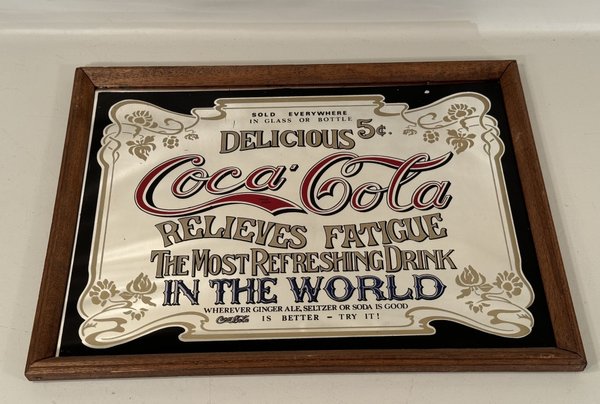 SOLD EVERYWHERE
IN GLASS OR BOTTLE
DELICIOUS 5¢.
Coca-Cola
RELIEVES FATIGUE
THE MOST REFRESHING DRINK
IN THE WORLD
WHEREVER GINGER ALE, SELTZER OR SODA IS GOOD
Coca-Cola IS BETTER - TRY IT!